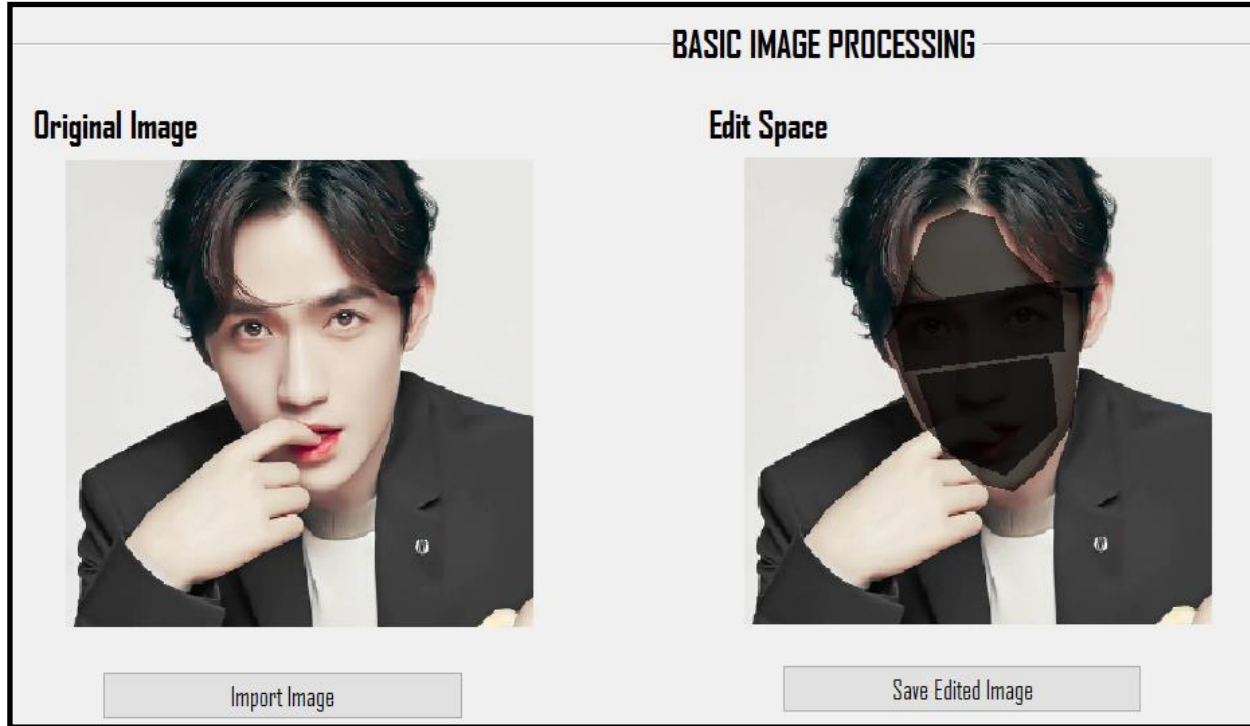 BASIC IMAGE PROCESSING
Original Image
Edit Space
Import Image
Save Edited Image